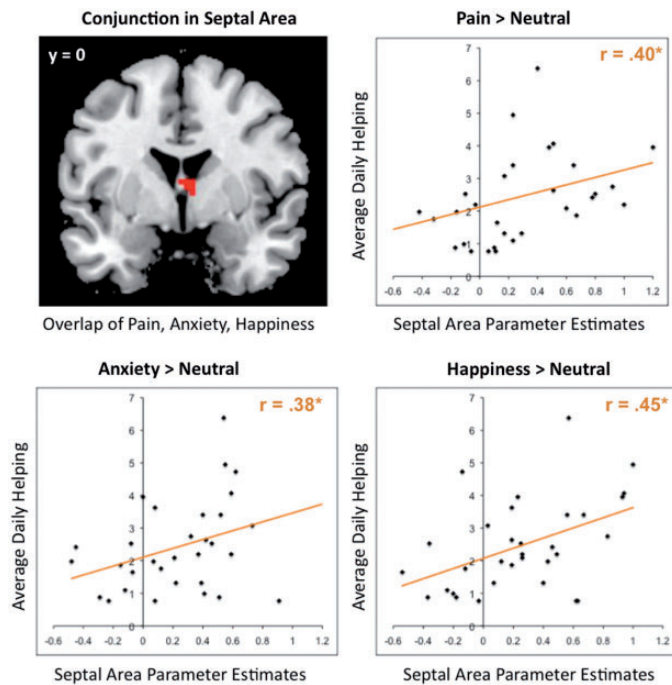 Conjunction in Septal Area
y = 0
Overlap of Pain, Anxiety, Happiness
Pain > Neutral
r = .40*
Average Daily Helping
7
6
5
4
3
2
1
0
-0.6 -0.4 -0.2 0 0.2 0.4 0.6 0.8 1 1.2
Septal Area Parameter Estimates
Anxiety > Neutral
r = .38*
Average Daily Helping
7
6
5
4
3
2
1
0
-0.6 -0.4 -0.2 0 0.2 0.4 0.6 0.8 1 1.2
Septal Area Parameter Estimates
Happiness > Neutral
r = .45*
Average Daily Helping
7
6
5
4
3
2
1
0
-0.6 -0.4 -0.2 0 0.2 0.4 0.6 0.8 1 1.2
Septal Area Parameter Estimates